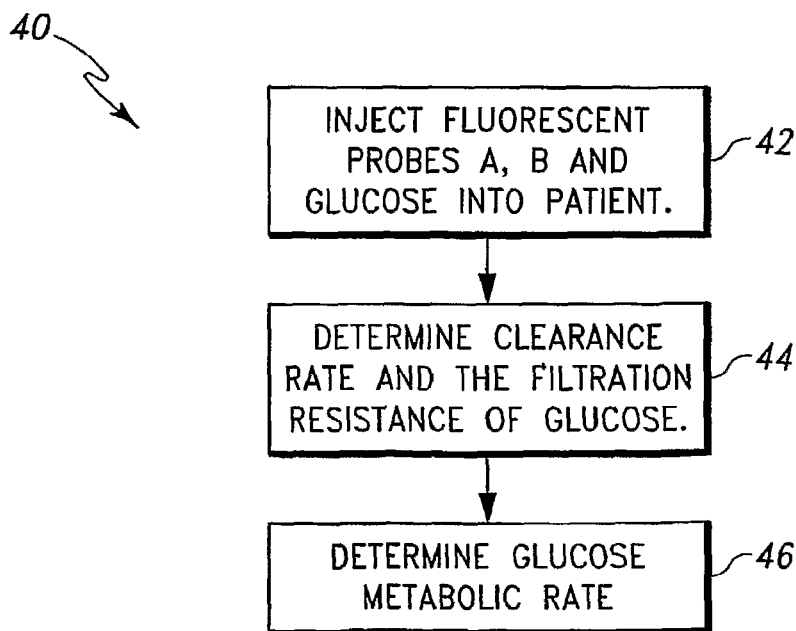 40
INJECT FLUORESCENT
PROBES A, B AND
GLUCOSE INTO PATIENT.
42
DETERMINE CLEARANCE
RATE AND THE FILTRATION
RESISTANCE OF GLUCOSE.
44
DETERMINE GLUCOSE
METABOLIC RATE
46